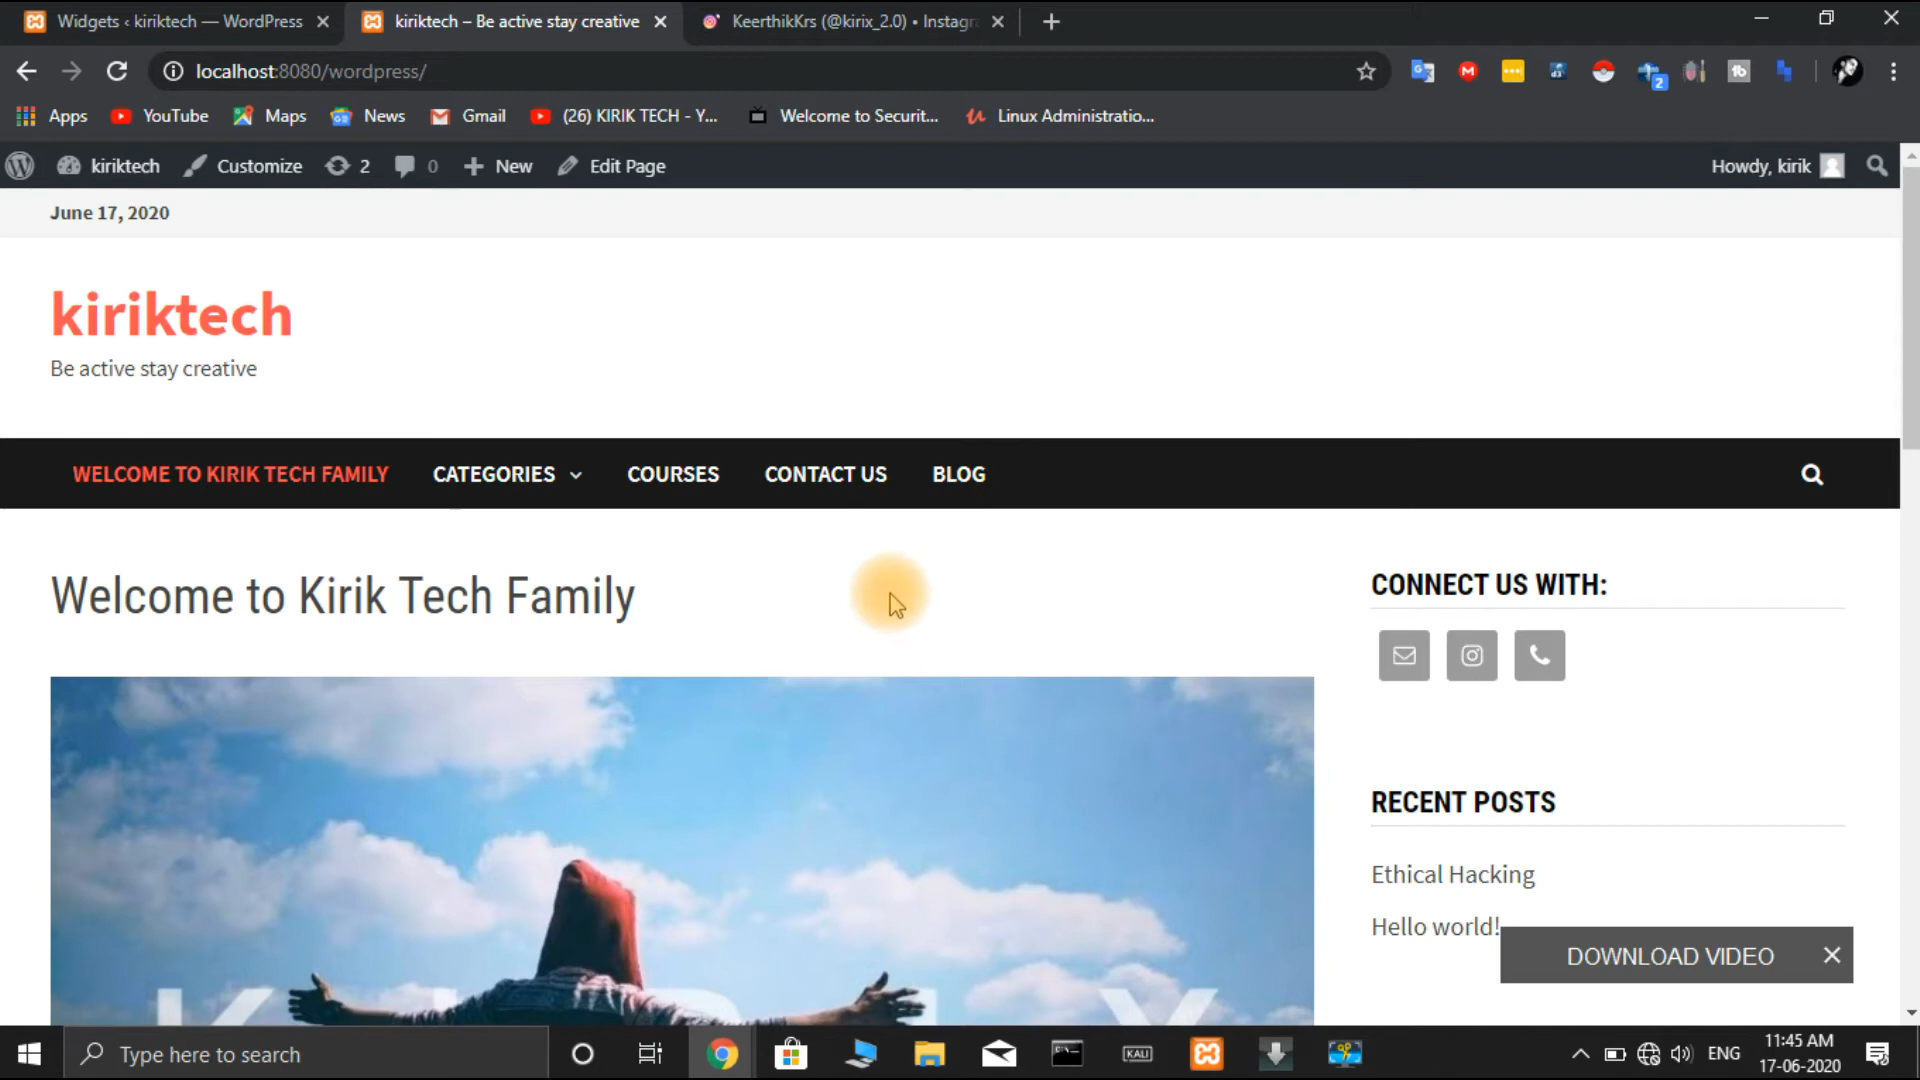 Widgets ‹ kiriktech — WordPress
kiriktech – Be active stay creative
KeerthikKrs (@kirix_2.0) • Instagr
localhost:8080/wordpress/
2
Apps
YouTube
Maps
News
Gmail
(26) KIRIK TECH - Y...
Welcome to Securit...
Linux Administratio...
kiriktech
Customize
2
0
New
Edit Page
Howdy, kirik
June 17, 2020
kiriktech
Be active stay creative
WELCOME TO KIRIK TECH FAMILY
CATEGORIES
COURSES
CONTACT US
BLOG
Welcome to Kirik Tech Family
CONNECT US WITH:
RECENT POSTS
Ethical Hacking
Hello world!
DOWNLOAD VIDEO
Type here to search
KALI
ENG
11:45 AM
17-06-2020